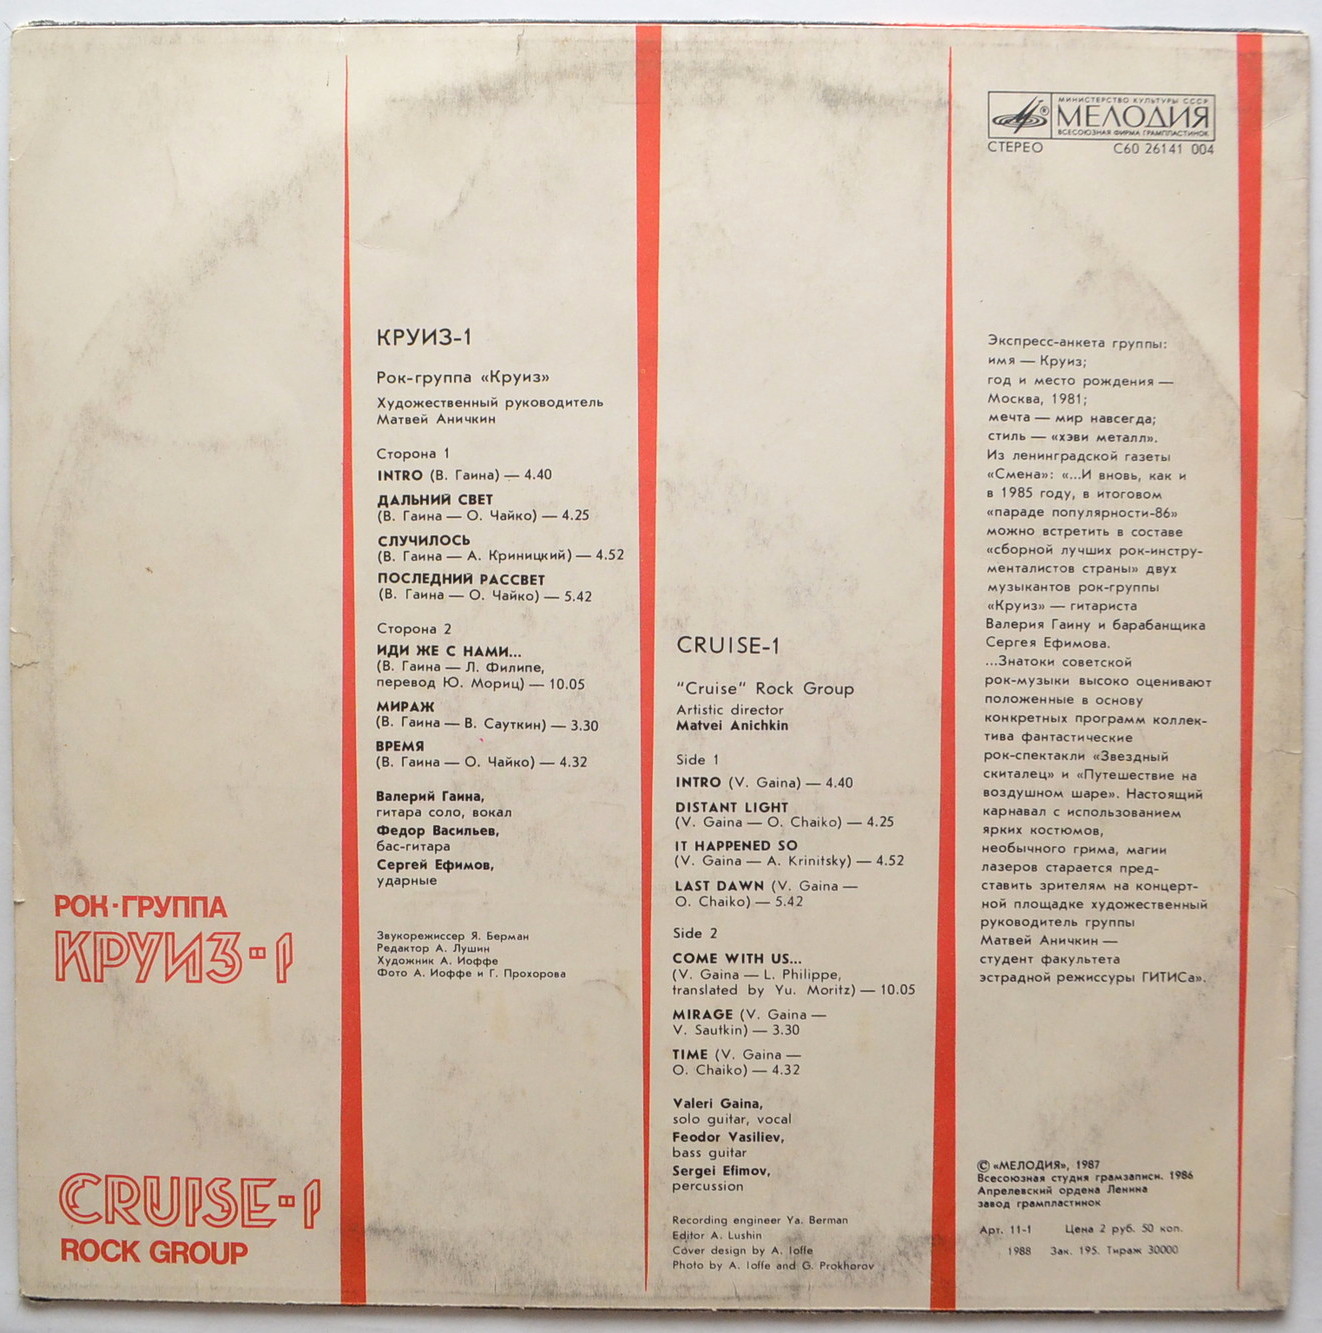 РОК-ГРУППА
КРУИЗ-1
CRUISE-1
ROCK GROUP
КРУИЗ-1
Рок-группа «Круиз»
Художественный руководитель
Матвей Аничкин
Сторона 1
INTRO (В. Гаина) — 4.40
ДАЛЬНИЙ СВЕТ
(В. Гаина — О. Чайко) — 4.25
СЛУЧИЛОСЬ
(В. Гаина — А. Криницкий) — 4.52
ПОСЛЕДНИЙ РАССВЕТ
(В. Гаина — О. Чайко) — 5.42
Сторона 2
ИДИ ЖЕ С НАМИ...
(В. Гаина — Л. Филипе,
перевод Ю. Мориц) — 10.05
МИРАЖ
(В. Гаина — В. Сауткин) — 3.30
ВРЕМЯ
(В. Гаина — О. Чайко) — 4.32
Валерий Гаина,
гитара соло, вокал
Федор Васильев,
бас-гитара
Сергей Ефимов,
ударные
Звукорежиссер Я. Берман
Редактор А. Лушин
Художник А. Иоффе
Фото А. Иоффе и Г. Прохорова
CRUISE-1
"Cruise" Rock Group
Artistic director
Matvei Anichkin
Side 1
INTRO (V. Gaina) — 4.40
DISTANT LIGHT
(V. Gaina — O. Chaiko) — 4.25
IT HAPPENED SO
(V. Gaina — A. Krinitsky) — 4.52
LAST DAWN (V. Gaina —
O. Chaiko) — 5.42
Side 2
COME WITH US...
(V. Gaina — L. Philippe,
translated by Yu. Moritz) — 10.05
MIRAGE (V. Gaina —
V. Sautkin) — 3.30
TIME (V. Gaina —
O. Chaiko) — 4.32
Valeri Gaina,
solo guitar, vocal
Feodor Vasiliev,
bass guitar
Sergei Efimov,
percussion
Recording engineer Ya. Berman
Editor A. Lushin
Cover design by A. Ioffe
Photo by A. Ioffe and G. Prokhorov
МИНИСТЕРСТВО КУЛЬТУРЫ СССР
® МЕЛОДИЯ
ВСЕСОЮЗНАЯ ФИРМА ГРАМПЛАСТИНОК
СТЕРЕО С60 26141 004
Экспресс-анкета группы:
имя — Круиз;
год и место рождения —
Москва, 1981;
мечта — мир навсегда;
стиль — «хэви металл».
Из ленинградской газеты
«Смена»: «...И вновь, как и
в 1985 году, в итоговом
«параде популярности-86»
можно встретить в составе
«сборной лучших рок-инстру-
менталистов страны» двух
музыкантов рок-группы
«Круиз» — гитариста
Валерия Гаину и барабанщика
Сергея Ефимова.
...Знатоки советской
рок-музыки высоко оценивают
положенные в основу
конкретных программ коллек-
тива фантастические
рок-спектакли «Звездный
скиталец» и «Путешествие на
воздушном шаре». Настоящий
карнавал с использованием
ярких костюмов,
необычного грима, магии
лазеров старается пред-
ставить зрителям на концерт-
ной площадке художественный
руководитель группы
Матвей Аничкин —
студент факультета
эстрадной режиссуры ГИТИСа».
© «МЕЛОДИЯ», 1987
Всесоюзная студия грамзаписи. 1986
Апрелевский ордена Ленина
завод грампластинок
Арт. 11-1 Цена 2 руб. 50 коп.
1988 Зак. 195. Тираж 30000